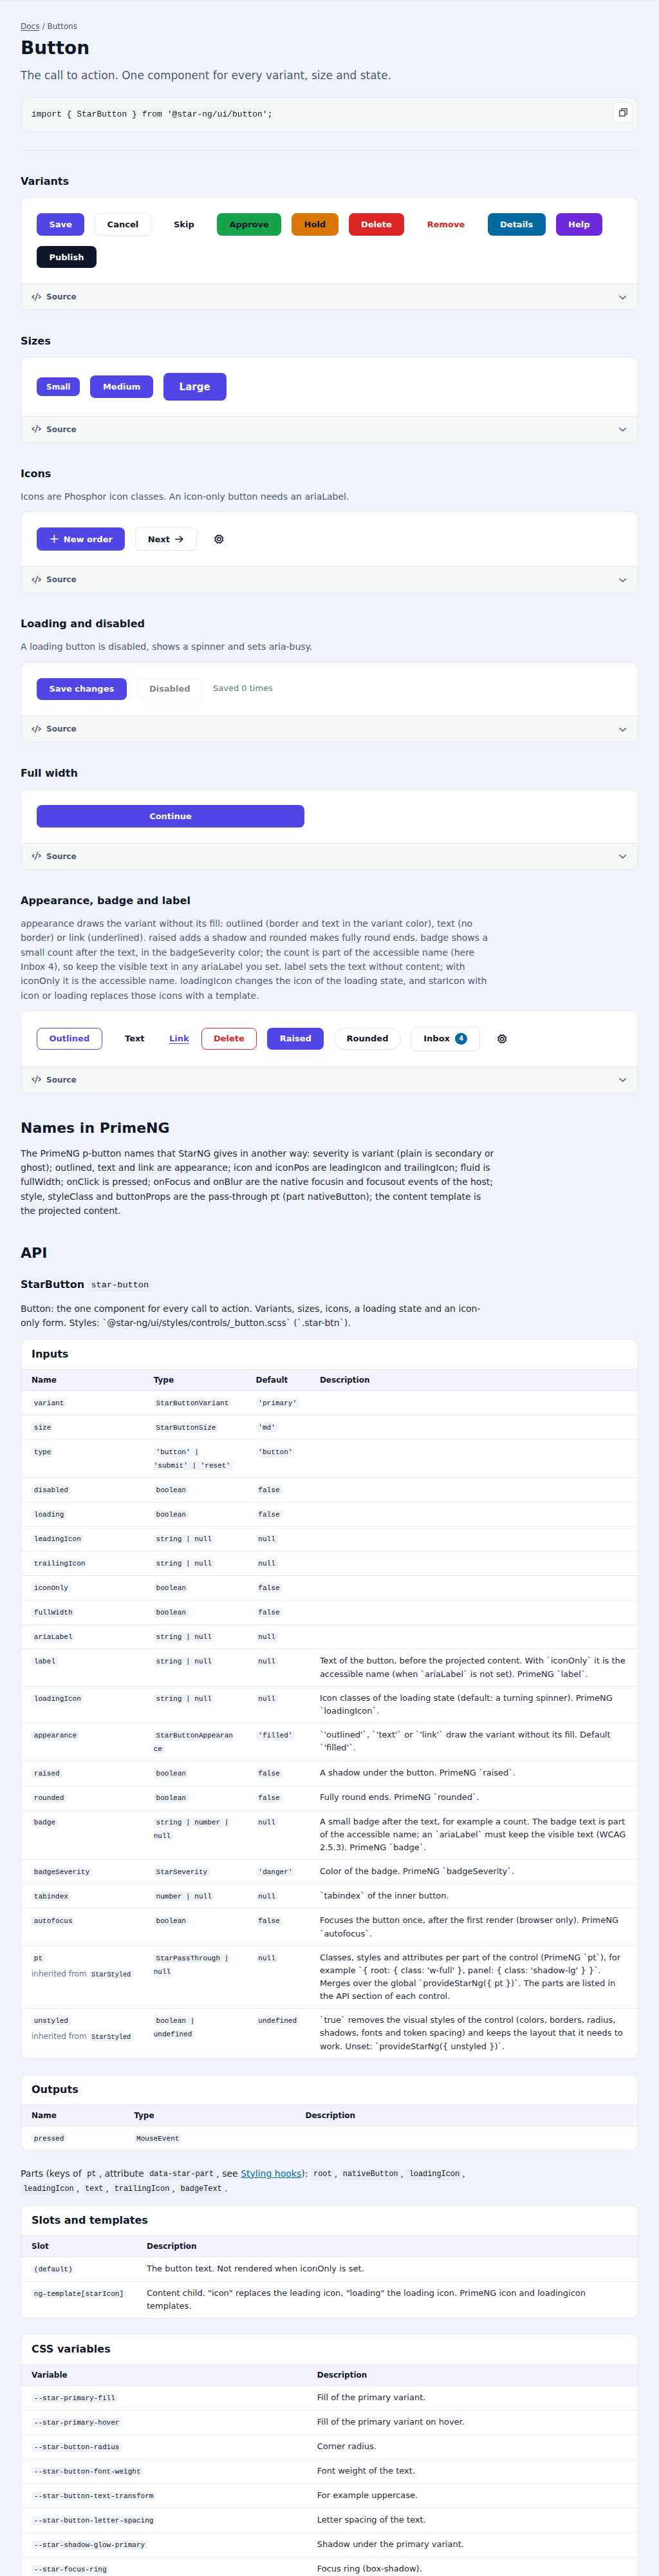 Docs / Buttons
Button
The call to action. One component for every variant, size and state.
import { StarButton } from '@star-ng/ui/button';
Variants
Save Cancel Skip Approve Hold Delete Remove Details Help
Publish
Source
Sizes
Small Medium Large
Source
Icons
Icons are Phosphor icon classes. An icon-only button needs an ariaLabel.
New order Next
Source
Loading and disabled
A loading button is disabled, shows a spinner and sets aria-busy.
Save changes Disabled Saved 0 times
Source
Full width
Continue
Source
Appearance, badge and label
appearance draws the variant without its fill: outlined (border and text in the variant color), text (no
border) or link (underlined). raised adds a shadow and rounded makes fully round ends. badge shows a
small count after the text, in the badgeSeverity color; the count is part of the accessible name (here
Inbox 4), so keep the visible text in any ariaLabel you set. label sets the text without content; with
iconOnly it is the accessible name. loadingIcon changes the icon of the loading state, and starIcon with
icon or loading replaces those icons with a template.
Outlined Text Link Delete Raised Rounded Inbox 4
Source
Names in PrimeNG
The PrimeNG p-button names that StarNG gives in another way: severity is variant (plain is secondary or
ghost); outlined, text and link are appearance; icon and iconPos are leadingIcon and trailingIcon; fluid is
fullWidth; onClick is pressed; onFocus and onBlur are the native focusin and focusout events of the host;
style, styleClass and buttonProps are the pass-through pt (part nativeButton); the content template is
the projected content.
API
StarButton star-button
Button: the one component for every call to action. Variants, sizes, icons, a loading state and an icon-
only form. Styles: `@star-ng/ui/styles/controls/_button.scss` (`.star-btn`).
Inputs
Name Type Default Description
variant StarButtonVariant 'primary'
size StarButtonSize 'md'
type 'button' | 'button'
'submit' | 'reset'
disabled boolean false
loading boolean false
leadingIcon string | null null
trailingIcon string | null null
iconOnly boolean false
fullWidth boolean false
ariaLabel string | null null
label string | null null Text of the button, before the projected content. With `iconOnly` it is the
accessible name (when `ariaLabel` is not set). PrimeNG `label`.
loadingIcon string | null null Icon classes of the loading state (default: a turning spinner). PrimeNG
`loadingIcon`.
appearance StarButtonAppearan 'filled' `'outlined'`, `'text'` or `'link'` draw the variant without its fill. Default
ce `'filled'`.
raised boolean false A shadow under the button. PrimeNG `raised`.
rounded boolean false Fully round ends. PrimeNG `rounded`.
badge string | number | null A small badge after the text, for example a count. The badge text is part
null of the accessible name; an `ariaLabel` must keep the visible text (WCAG
2.5.3). PrimeNG `badge`.
badgeSeverity StarSeverity 'danger' Color of the badge. PrimeNG `badgeSeverity`.
tabindex number | null null `tabindex` of the inner button.
autofocus boolean false Focuses the button once, after the first render (browser only). PrimeNG
`autofocus`.
pt StarPassThrough | null Classes, styles and attributes per part of the control (PrimeNG `pt`), for
inherited from StarStyled null example `{ root: { class: 'w-full' }, panel: { class: 'shadow-lg' } }`.
Merges over the global `provideStarNg({ pt })`. The parts are listed in
the API section of each control.
unstyled boolean | undefined `true` removes the visual styles of the control (colors, borders, radius,
inherited from StarStyled undefined shadows, fonts and token spacing) and keeps the layout that it needs to
work. Unset: `provideStarNg({ unstyled })`.
Outputs
Name Type Description
pressed MouseEvent
Parts (keys of pt, attribute data-star-part, see Styling hooks): root, nativeButton, loadingIcon,
leadingIcon, text, trailingIcon, badgeText.
Slots and templates
Slot Description
(default) The button text. Not rendered when iconOnly is set.
ng-template[starIcon] Content child. "icon" replaces the leading icon, "loading" the loading icon. PrimeNG icon and loadingicon
templates.
CSS variables
Variable Description
--star-primary-fill Fill of the primary variant.
--star-primary-hover Fill of the primary variant on hover.
--star-button-radius Corner radius.
--star-button-font-weight Font weight of the text.
--star-button-text-transform For example uppercase.
--star-button-letter-spacing Letter spacing of the text.
--star-shadow-glow-primary Shadow under the primary variant.
--star-focus-ring Focus ring (box-shadow).